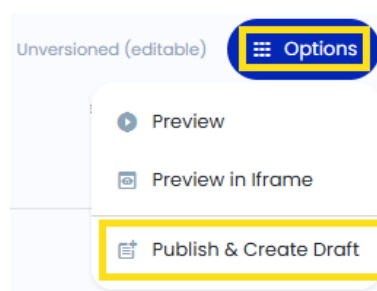 Unversioned (editable)
Options
Preview
Preview in Iframe
Publish & Create Draft